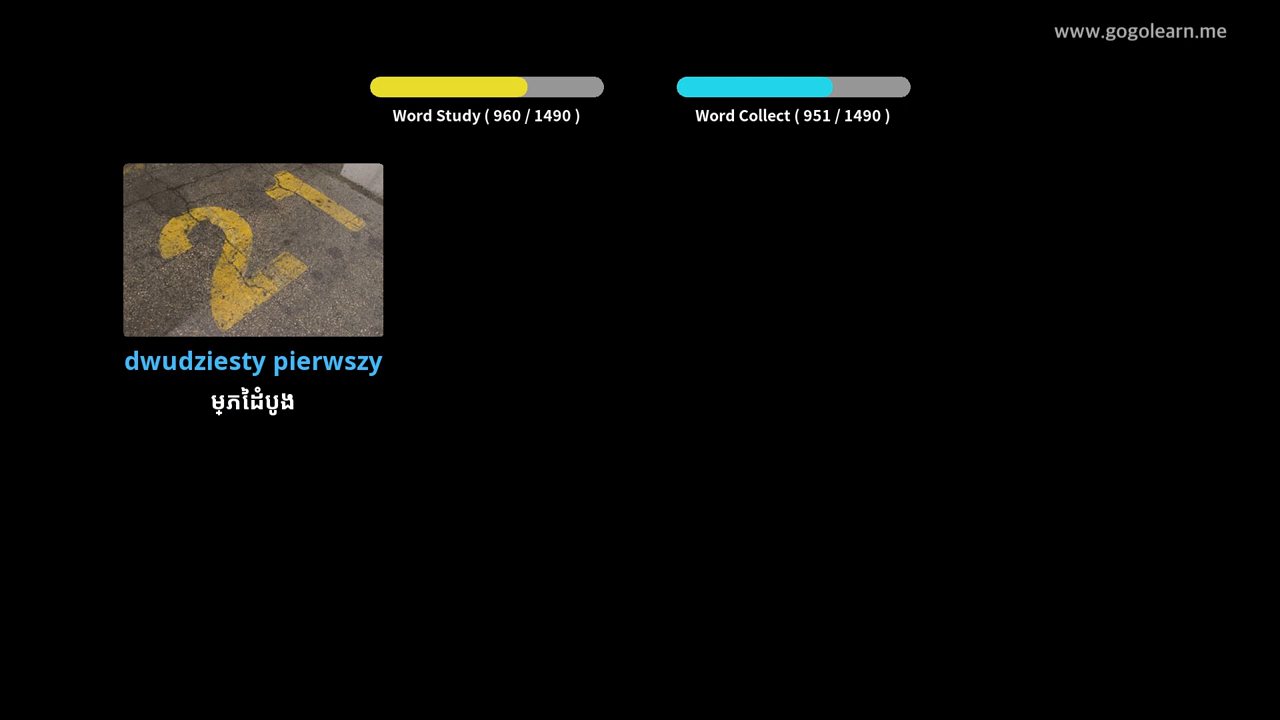 www.gogolearn.me
Word Study ( 960 / 1490 )
Word Collect ( 951 / 1490 )
21
dwudziesty pierwszy
ម្ភៃដំបូង